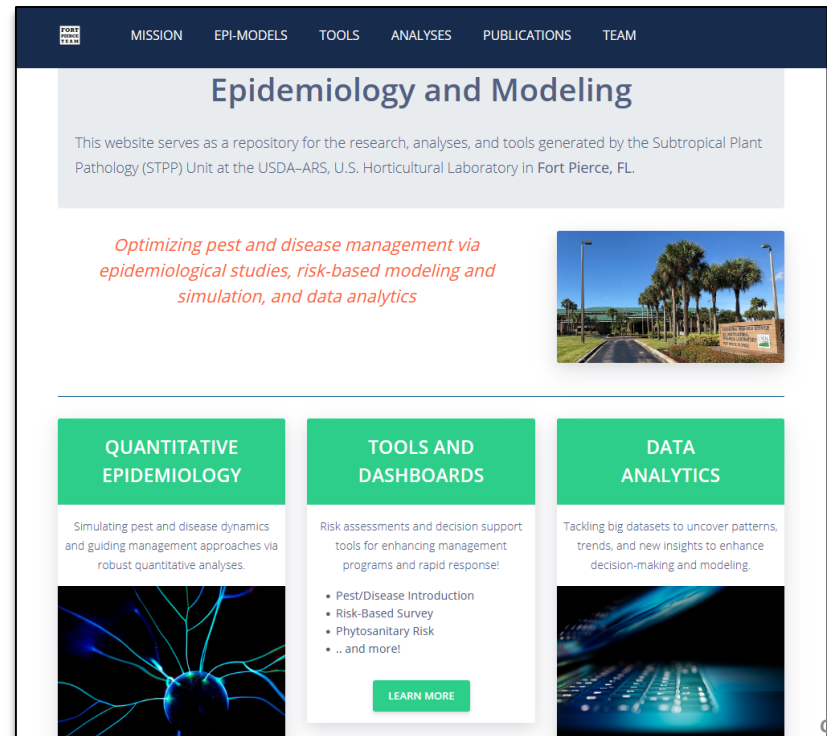 FORT
PIERCE
TEAM
MISSION EPI-MODELS TOOLS ANALYSES PUBLICATIONS TEAM
Epidemiology and Modeling
This website serves as a repository for the research, analyses, and tools generated by the Subtropical Plant
Pathology (STPP) Unit at the USDA–ARS, U.S. Horticultural Laboratory in Fort Pierce, FL.
Optimizing pest and disease management via
epidemiological studies, risk-based modeling and
simulation, and data analytics
QUANTITATIVE
EPIDEMIOLOGY
Simulating pest and disease dynamics
and guiding management approaches via
robust quantitative analyses.
TOOLS AND
DASHBOARDS
Risk assessments and decision support
tools for enhancing management
programs and rapid response!
• Pest/Disease Introduction
• Risk-Based Survey
• Phytosanitary Risk
• .. and more!
LEARN MORE
DATA
ANALYTICS
Tackling big datasets to uncover patterns,
trends, and new insights to enhance
decision-making and modeling.